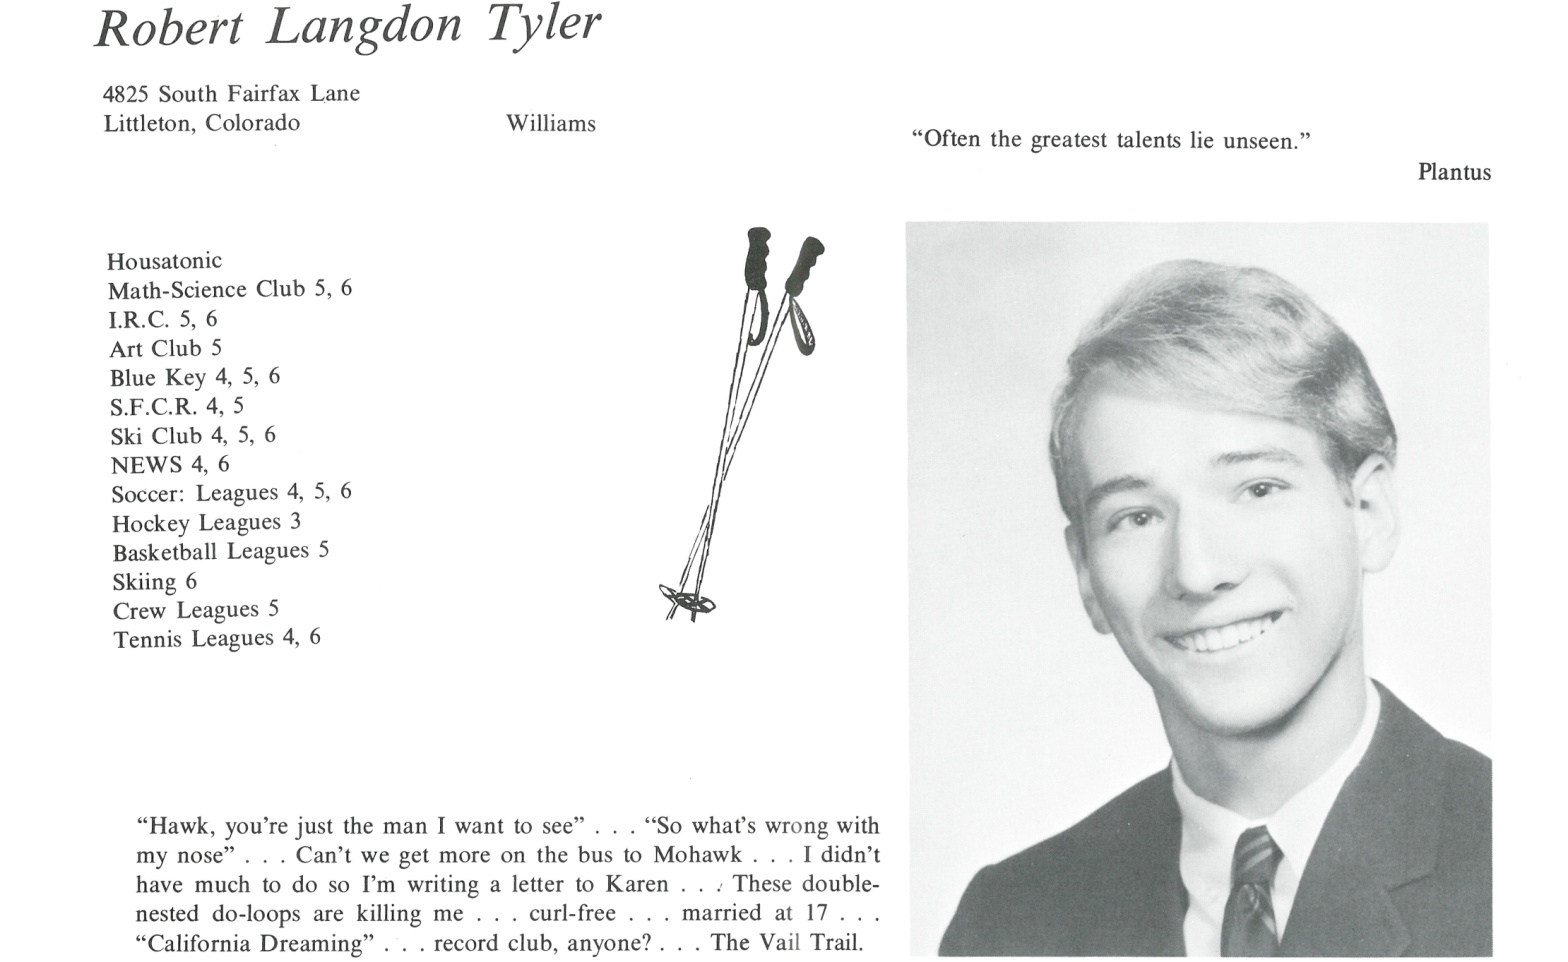 Robert Langdon Tyler
4825 South Fairfax Lane
Littleton, Colorado
Williams
“Often the greatest talents lie unseen.”
Plantus
Housatonic
Math-Science Club 5, 6
I.R.C. 5, 6
Art Club 5
Blue Key 4, 5, 6
S.F.C.R. 4, 5
Ski Club 4, 5, 6
NEWS 4, 6
Soccer: Leagues 4, 5, 6
Hockey Leagues 3
Basketball Leagues 5
Skiing 6
Crew Leagues 5
Tennis Leagues 4, 6
“Hawk, you’re just the man I want to see” . . . “So what’s wrong with
my nose” . . . Can’t we get more on the bus to Mohawk . . . I didn’t
have much to do so I’m writing a letter to Karen . . . These double-
nested do-loops are killing me . . . curl-free . . . married at 17 . . .
“California Dreaming” . . . record club, anyone? . . . The Vail Trail.